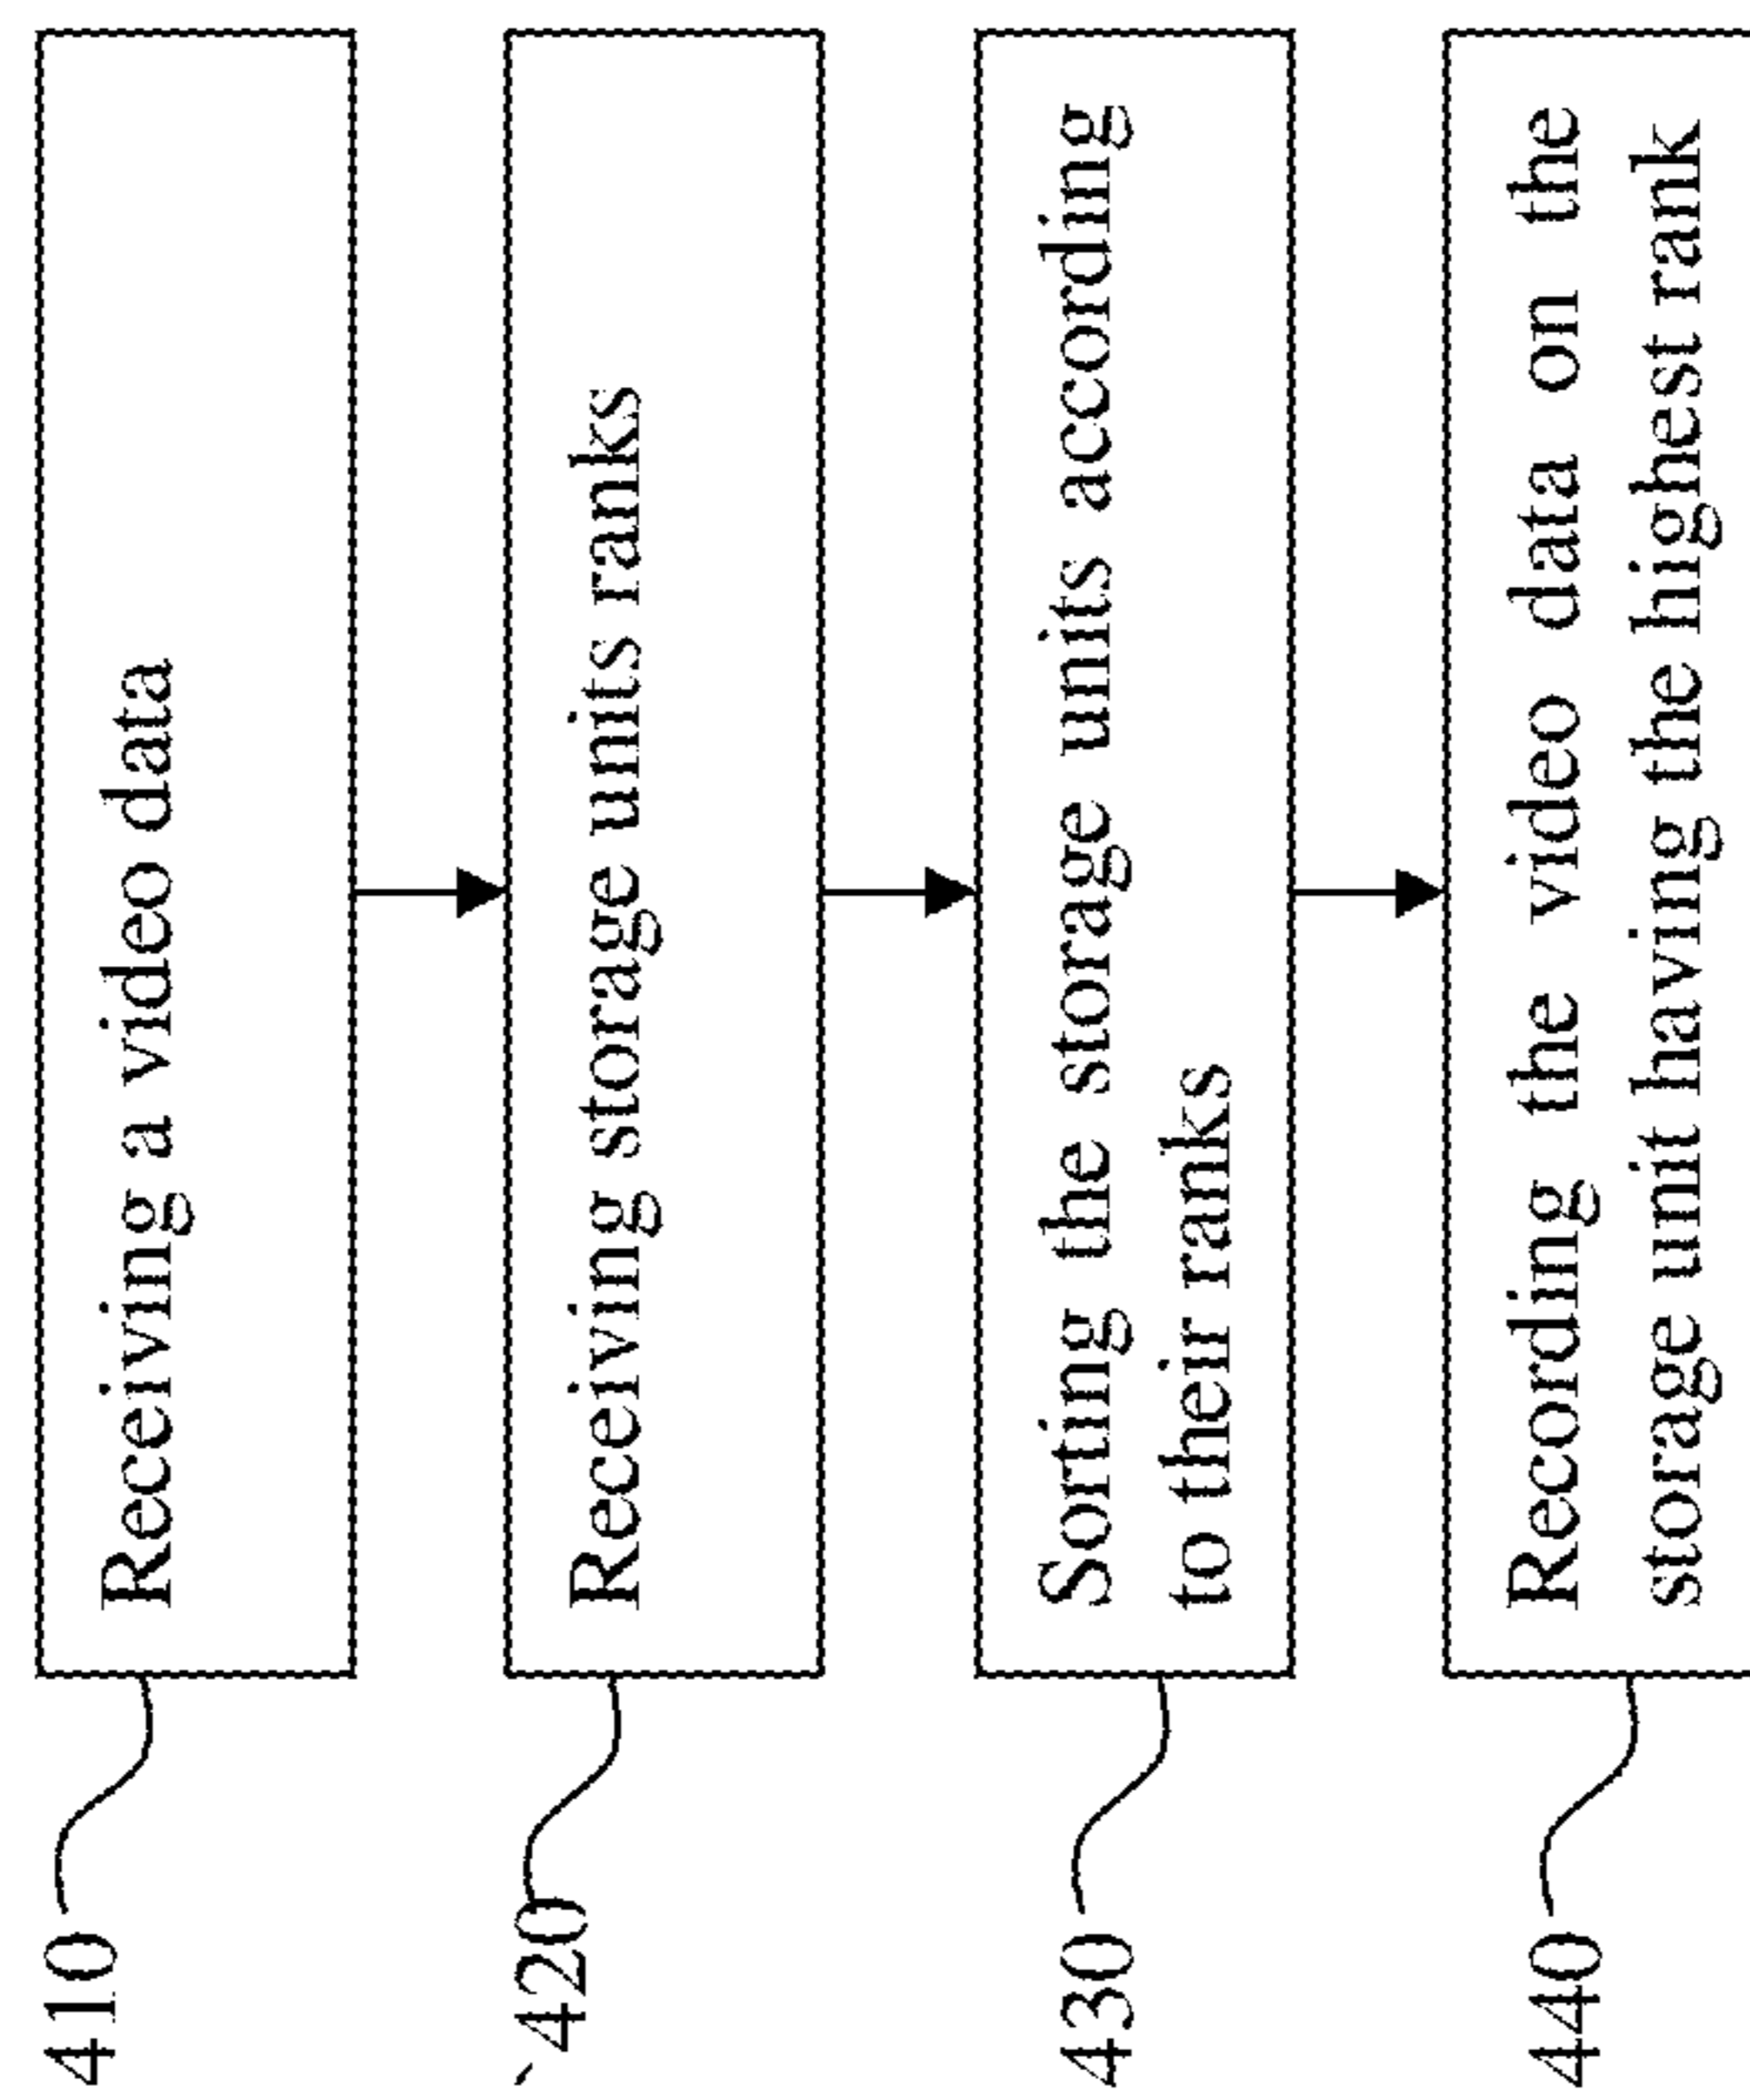 410
Receiving a video data
`420
Receiving storage units ranks
430
Sorting the storage units according
to their ranks
440
Recording the video data on the
storage unit having the highest rank